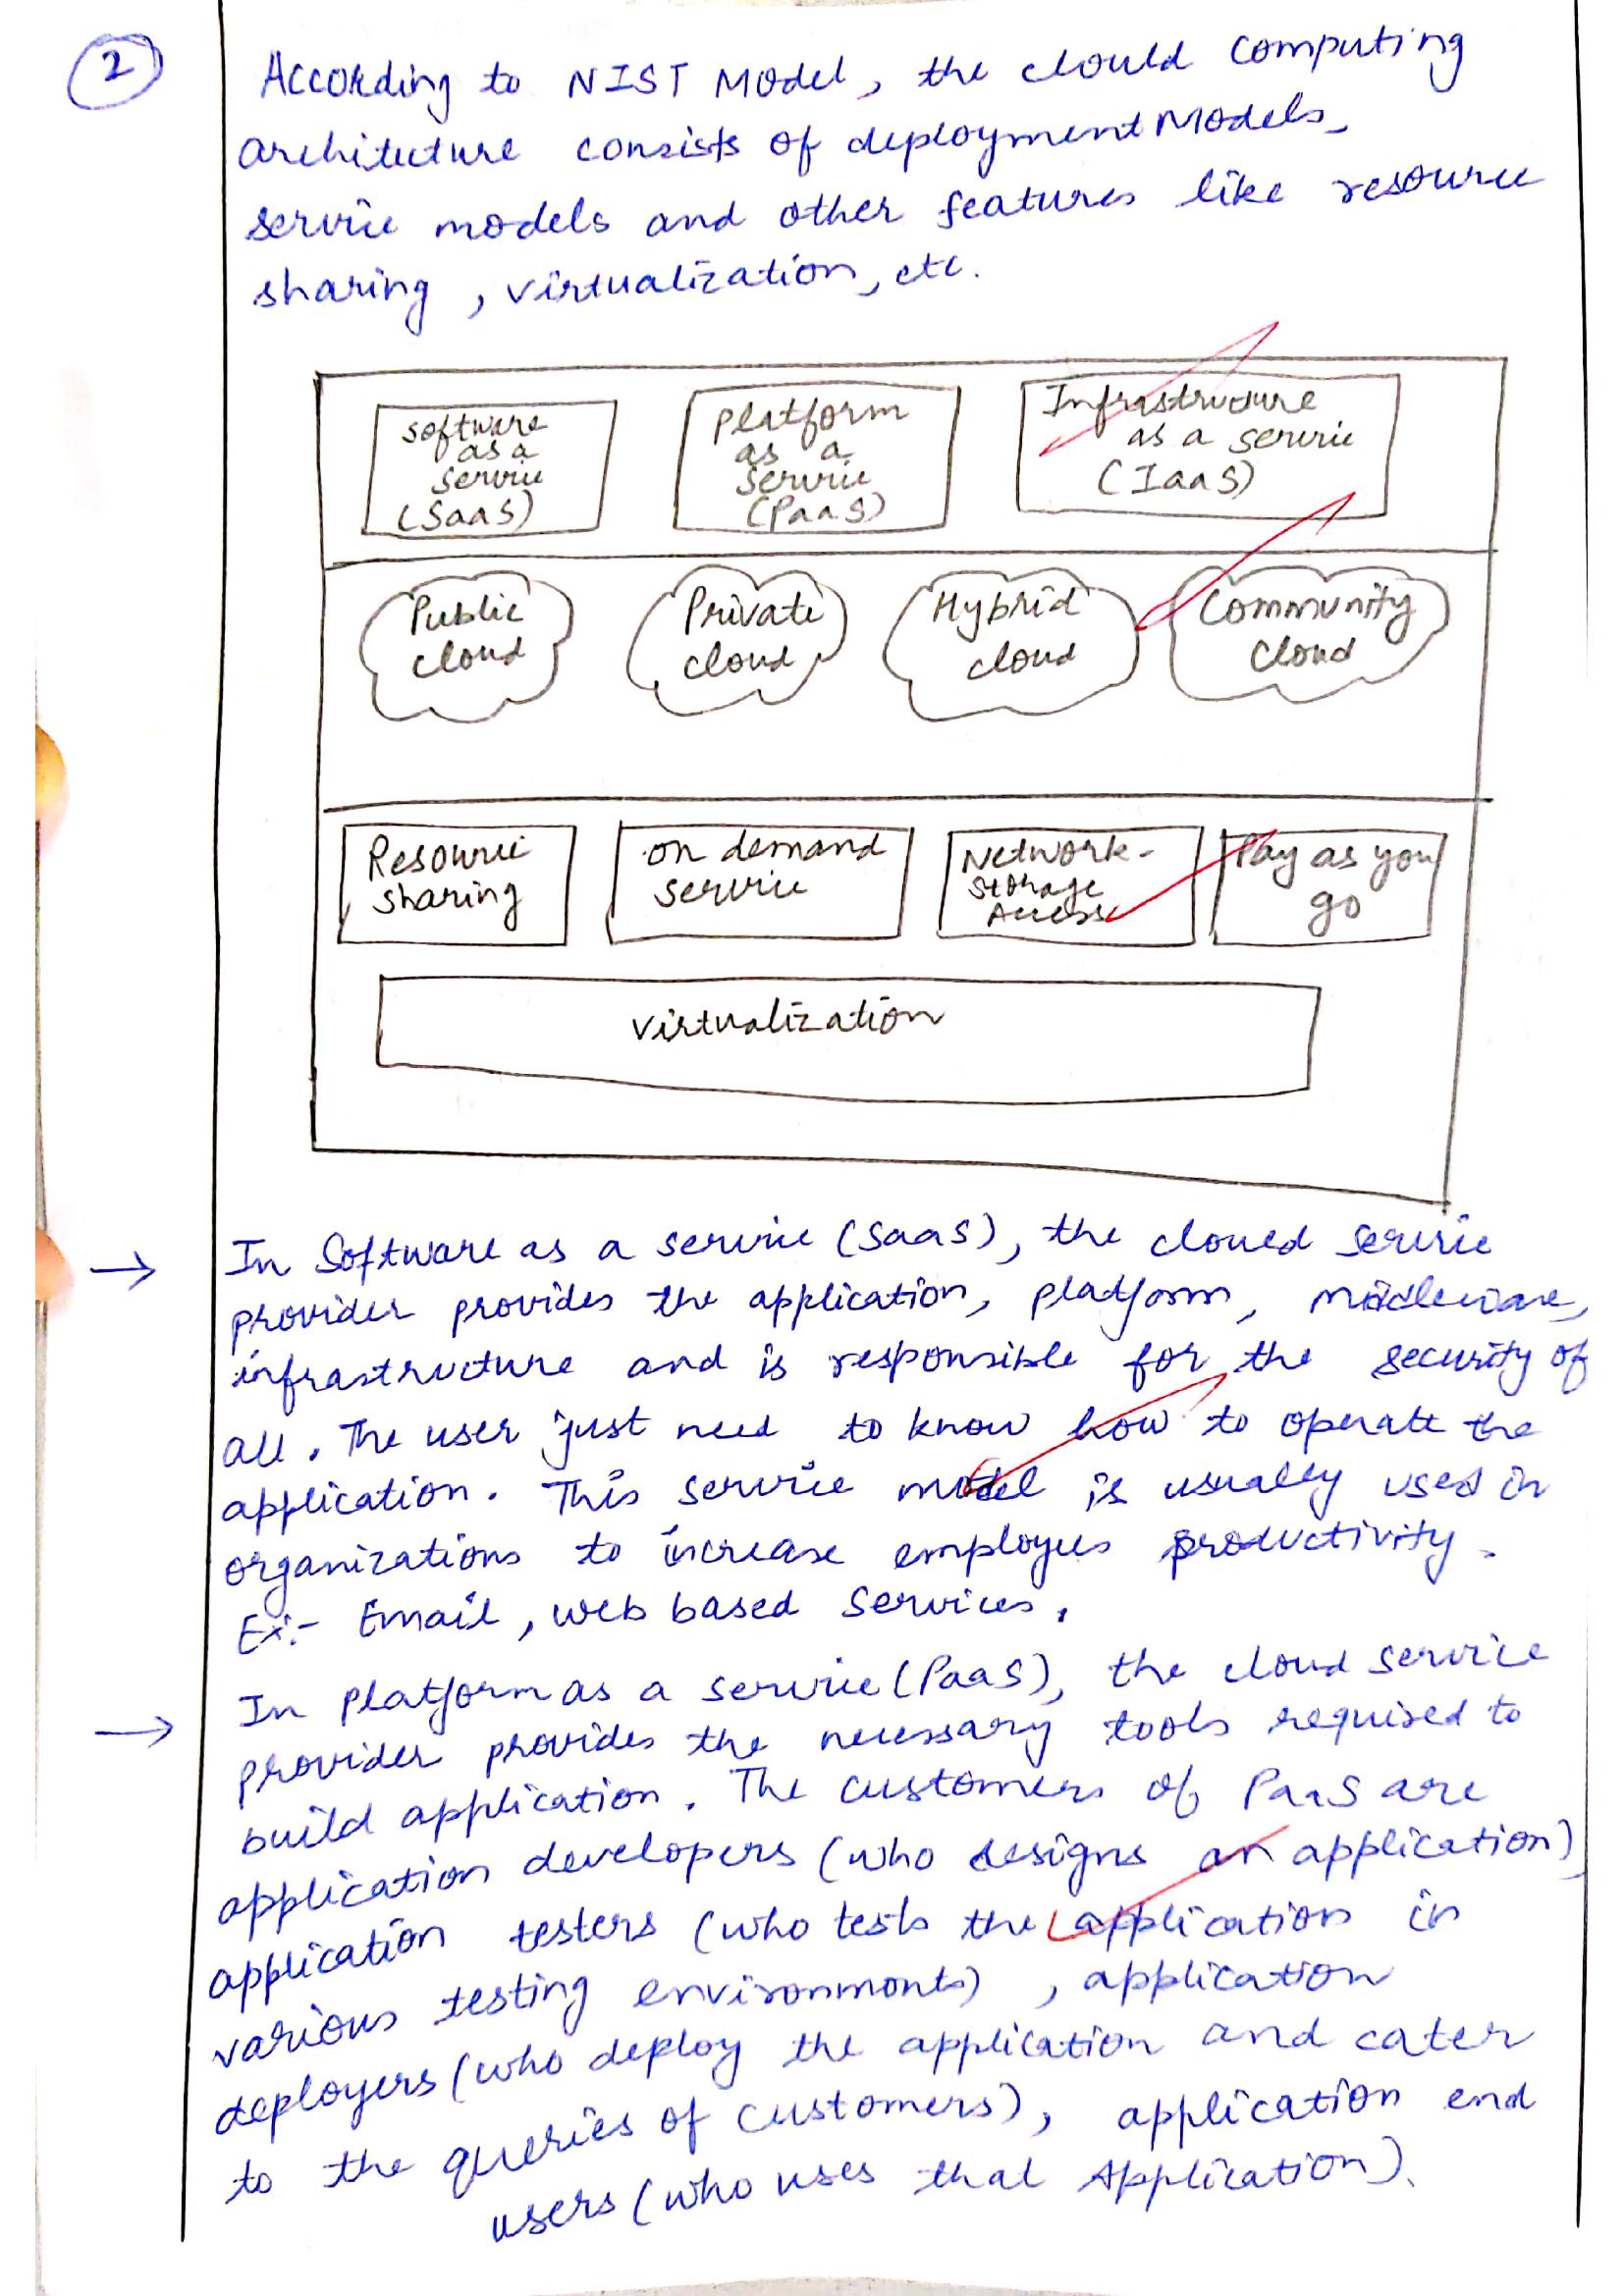 2
According to NIST Model, the clould computing
architecture consists of deployment Models,
service models and other features like resource
sharing, virtualization, etc.
software as a service (SaaS)
Platform as a service (PaaS)
Infrastructure as a service (IaaS)
Public cloud
Private cloud
Hybrid cloud
Community cloud
Resource sharing
on demand service
Network-storage Access
Pay as you go
virtualization
→ In Software as a service (SaaS), the clould service
provider provides the application, platform, middleware,
infrastructure and is responsible for the security of
all. The user just need to know how to operate the
application. This service model is usually used in
organizations to increase employees productivity.
Ex:- Email, web based services.
→ In Platform as a service (PaaS), the cloud service
provider provides the necessary tools required to
build application. The customers of PaaS are
application developers (who designs an application),
application testers (who tests the application in
various testing environments), application
deployers (who deploy the application and cater
to the queries of customers), application end
users (who uses that Application).